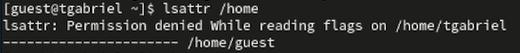 [guest@tgabriel ~]$ lsattr /home
lsattr: Permission denied While reading flags on /home/tgabriel
---------------------- /home/guest